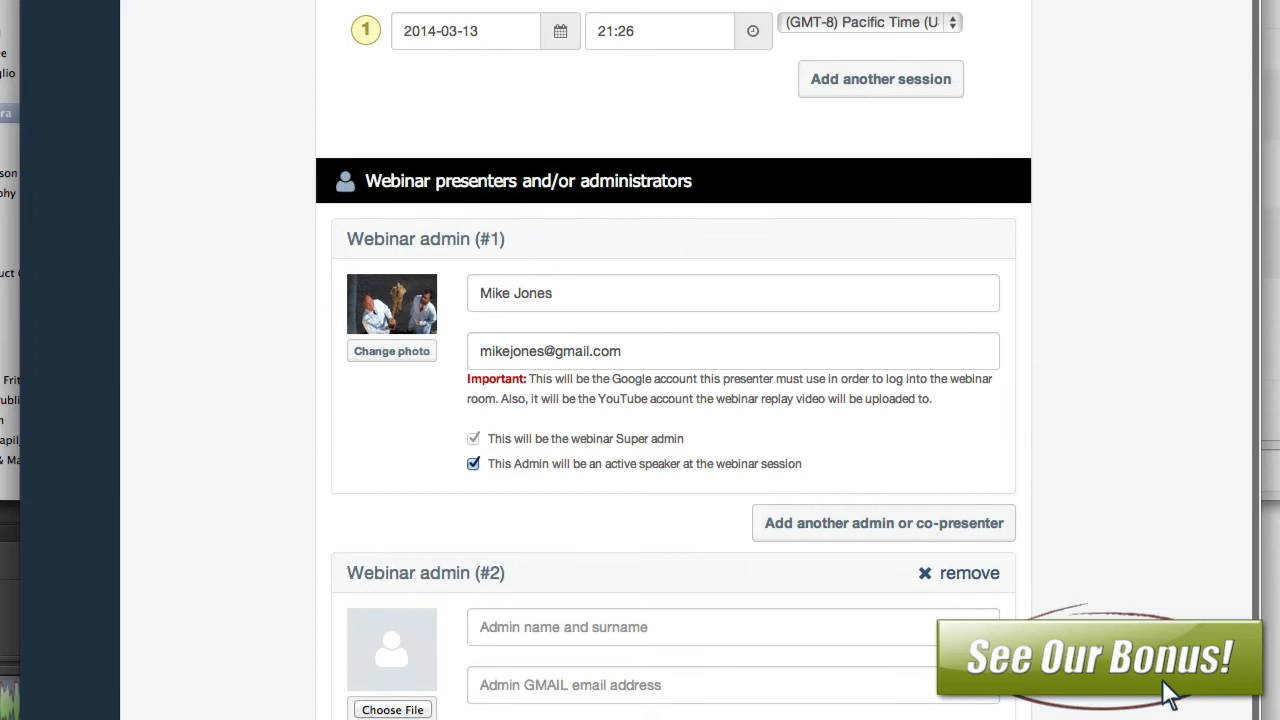 1
2014-03-13
21:26
(GMT-8) Pacific Time (U
Add another session
Webinar presenters and/or administrators
Webinar admin (#1)
Mike Jones
Change photo
mikejones@gmail.com
Important: This will be the Google account this presenter must use in order to log into the webinar
room. Also, it will be the YouTube account the webinar replay video will be uploaded to.
This will be the webinar Super admin
This Admin will be an active speaker at the webinar session
Add another admin or co-presenter
Webinar admin (#2)
remove
Admin name and surname
See Our Bonus!
Admin GMAIL email address
Choose File